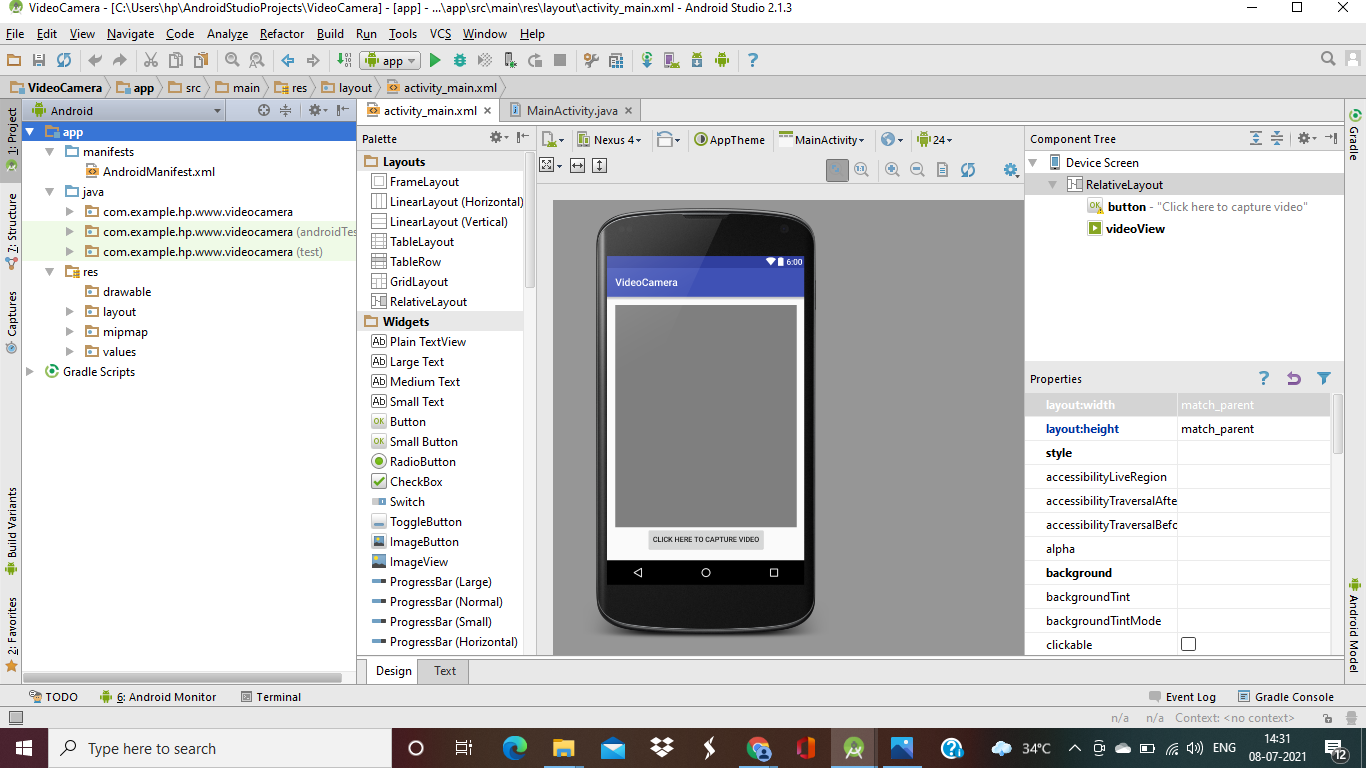 VideoCamera - [C:\Users\hp\AndroidStudioProjects\VideoCamera] - [app] - ...\app\src\main\res\layout\activity_main.xml - Android Studio 2.1.3
File Edit View Navigate Code Analyze Refactor Build Run Tools VCS Window Help
app
VideoCamera app src main res layout activity_main.xml
1: Project
7: Structure
Captures
Build Variants
2: Favorites
Android
app
manifests
AndroidManifest.xml
java
com.example.hp.www.videocamera
com.example.hp.www.videocamera (androidTes
com.example.hp.www.videocamera (test)
res
drawable
layout
mipmap
values
Gradle Scripts
activity_main.xml MainActivity.java
Palette
Layouts
FrameLayout
LinearLayout (Horizontal)
LinearLayout (Vertical)
TableLayout
TableRow
GridLayout
RelativeLayout
Widgets
Plain TextView
Large Text
Medium Text
Small Text
Button
Small Button
RadioButton
CheckBox
Switch
ToggleButton
ImageButton
ImageView
ProgressBar (Large)
ProgressBar (Normal)
ProgressBar (Small)
ProgressBar (Horizontal)
Nexus 4 AppTheme MainActivity 24
6:00
VideoCamera
CLICK HERE TO CAPTURE VIDEO
Design Text
Component Tree
Device Screen
RelativeLayout
button - "Click here to capture video"
videoView
Properties
layout:width match_parent
layout:height match_parent
style
accessibilityLiveRegion
accessibilityTraversalAfte
accessibilityTraversalBefo
alpha
background
backgroundTint
backgroundTintMode
clickable
Gradle
Android Model
TODO 6: Android Monitor Terminal Event Log Gradle Console
n/a n/a Context: <no context>
Type here to search
34°C ENG 14:31
08-07-2021
12